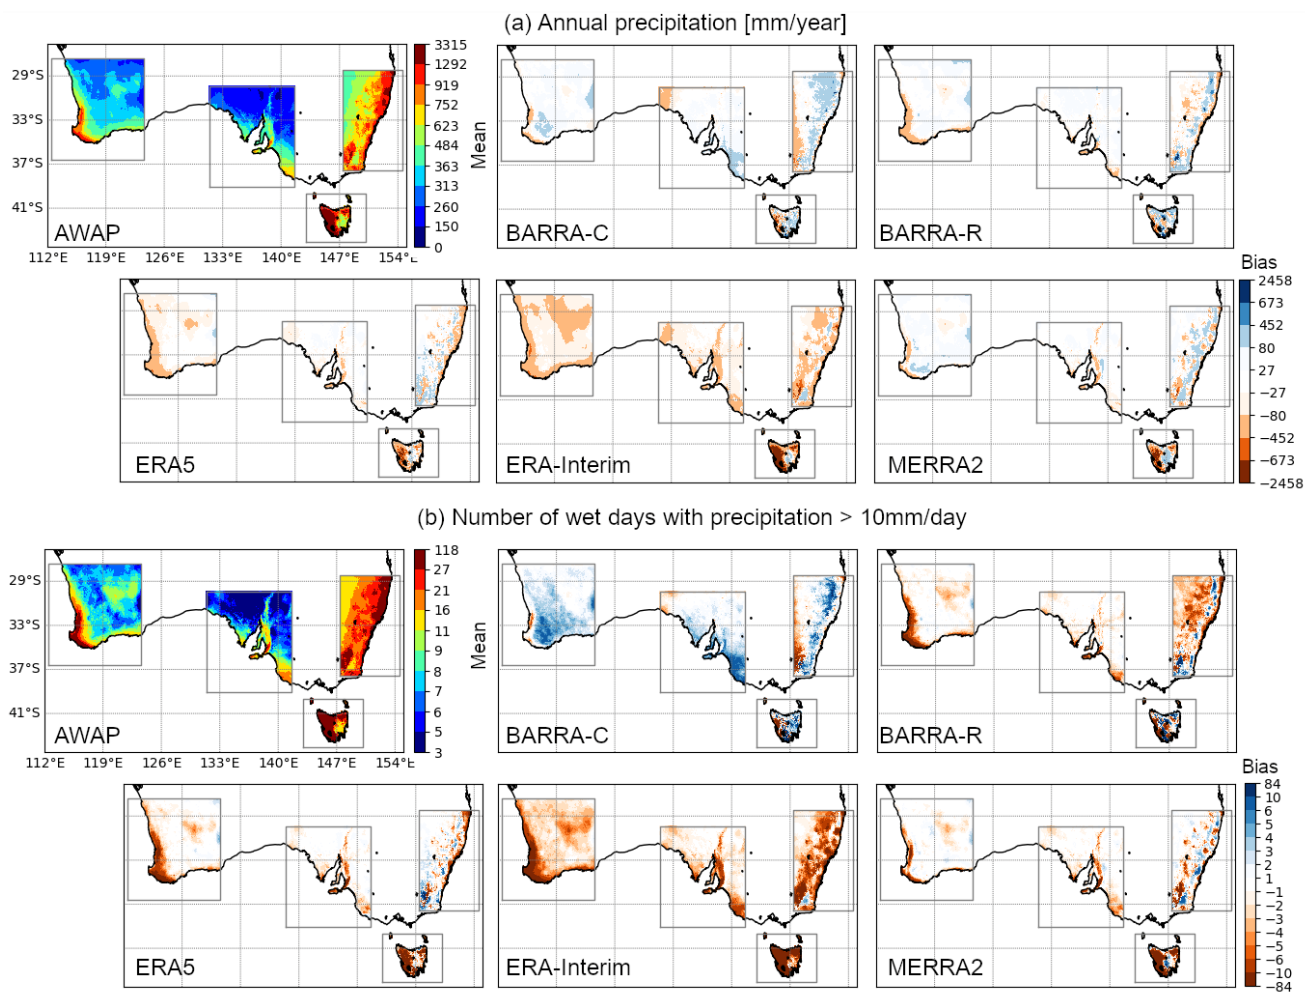 (a) Annual precipitation [mm/year]
29°S
33°S
37°S
41°S
AWAP
112°E 119°E 126°E 133°E 140°E 147°E 154°E
3315
1292
919
752
623
484
363
313
260
150
0
Mean
BARRA-C
BARRA-R
ERA5
ERA-Interim
MERRA2
Bias
2458
673
452
80
27
−27
−80
−452
−673
−2458
(b) Number of wet days with precipitation > 10mm/day
29°S
33°S
37°S
41°S
AWAP
112°E 119°E 126°E 133°E 140°E 147°E 154°E
118
27
21
16
11
9
8
7
6
5
3
Mean
BARRA-C
BARRA-R
ERA5
ERA-Interim
MERRA2
Bias
84
10
6
5
4
3
2
1
−1
−2
−3
−4
−5
−6
−10
−84